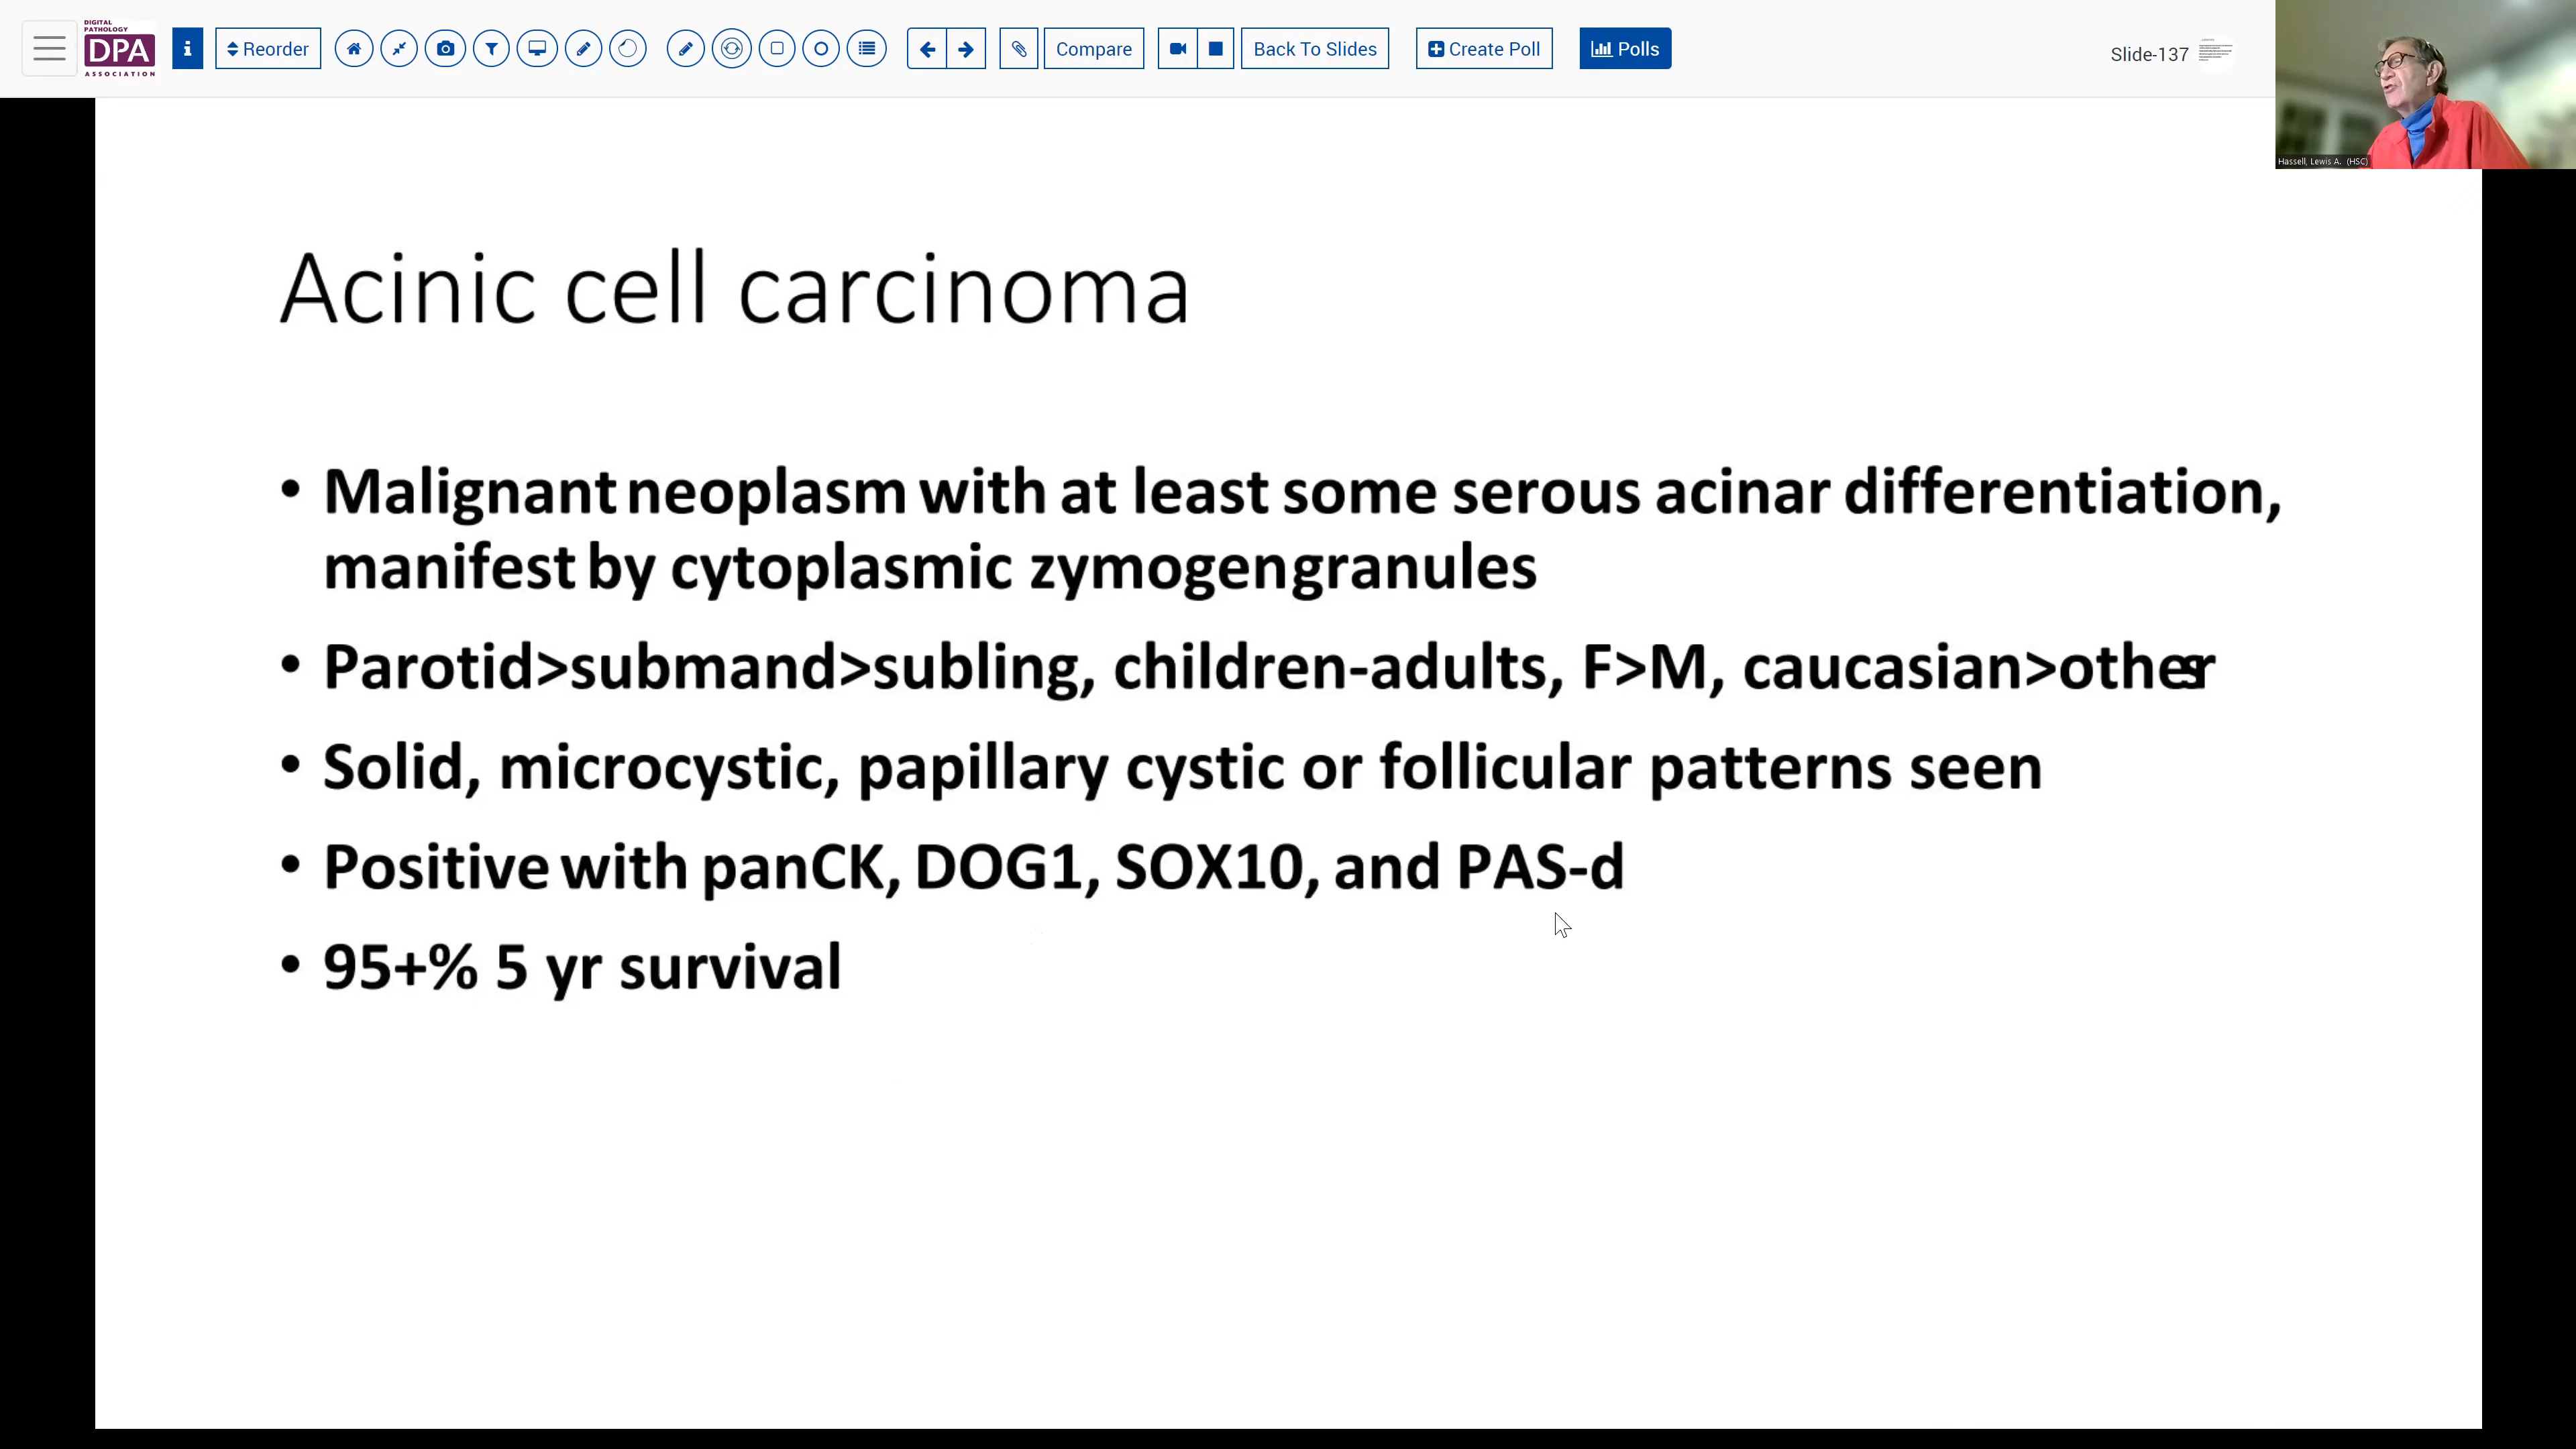 DIGITAL
PATHOLOGY
DPA
ASSOCIATION
i
Reorder
Compare
Back To Slides
Create Poll
Polls
Slide-137
Hassell, Lewis A. (HSC)
Acinic cell carcinoma
• Malignant neoplasm with at least some serous acinar differentiation,
manifest by cytoplasmic zymogen granules
• Parotid>submand>subling, children-adults, F>M, caucasian>others
• Solid, microcystic, papillary cystic or follicular patterns seen
• Positive with panCK, DOG1, SOX10, and PAS-d
• 95+% 5 yr survival